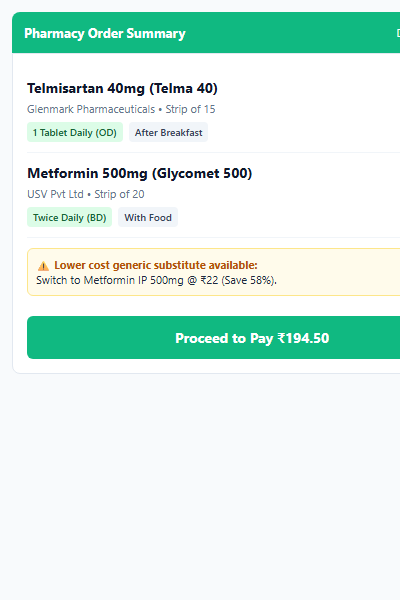 Pharmacy Order Summary
Telmisartan 40mg (Telma 40)
Glenmark Pharmaceuticals • Strip of 15
1 Tablet Daily (OD) After Breakfast
Metformin 500mg (Glycomet 500)
USV Pvt Ltd • Strip of 20
Twice Daily (BD) With Food
⚠️ Lower cost generic substitute available:
Switch to Metformin IP 500mg @ ₹22 (Save 58%).
Proceed to Pay ₹194.50